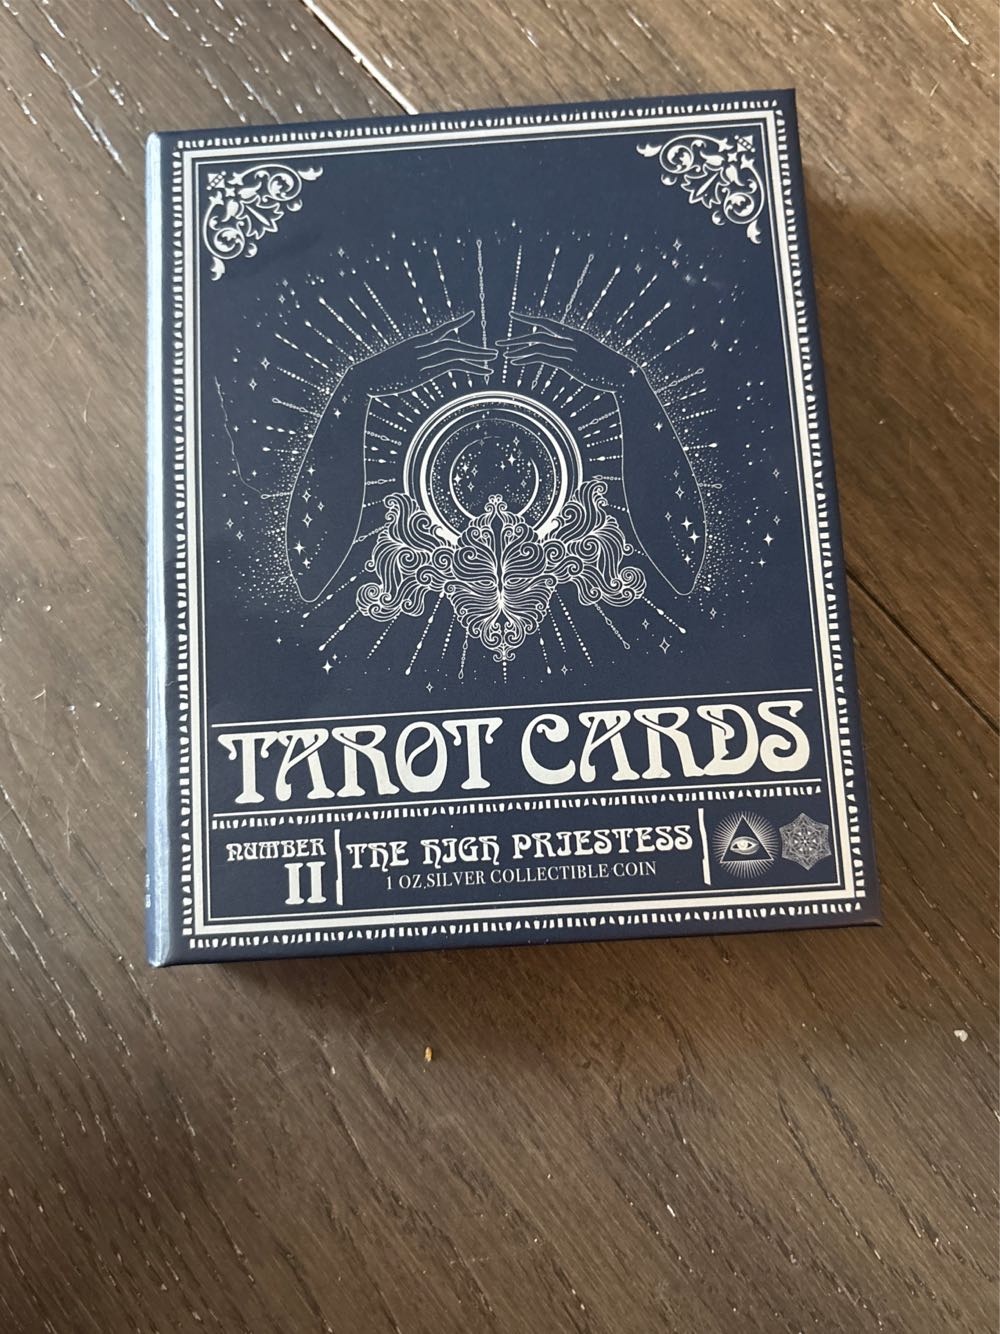 TAROT CARDS
NUMBER
II
THE HIGH PRIESTESS
1 OZ SILVER COLLECTIBLE COIN